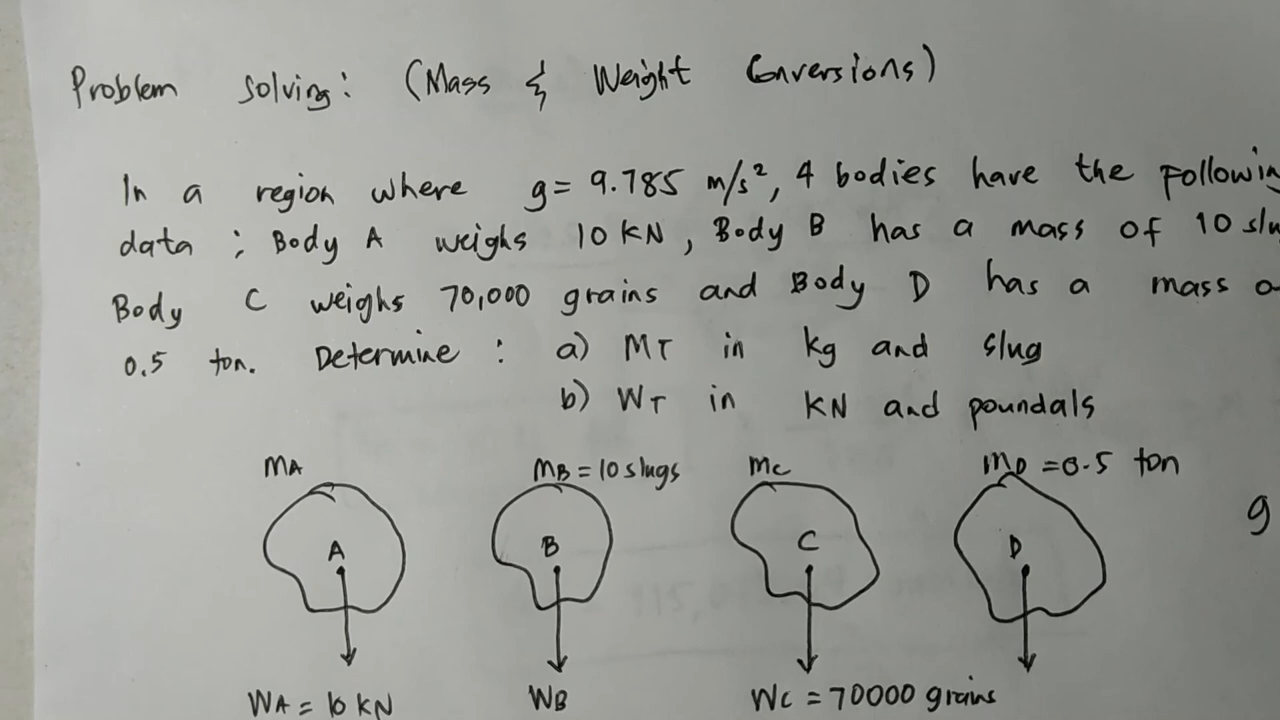 Problem Solving: (Mass & Weight Conversions)
In a region where g= 9.785 m/s², 4 bodies have the followin
data ; Body A weighs 10 KN, Body B has a mass of 10 slu
Body C weighs 70,000 grains and Body D has a mass o
0.5 ton. Determine : a) MT in kg and slug
b) WT in KN and poundals
MA MB = 10 slugs MC MD = 0.5 ton
A B C D g
WA = 10 KN WB WC = 70000 grains